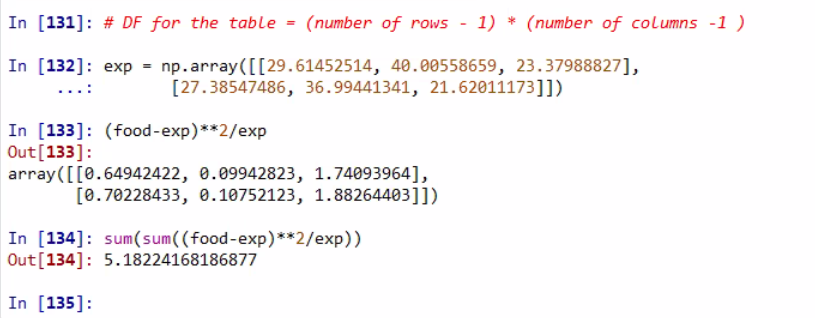 In [131]: # DF for the table = (number of rows - 1) * (number of columns -1 )
In [132]: exp = np.array([[29.61452514, 40.00558659, 23.37988827],
...: [27.38547486, 36.99441341, 21.62011173]])
In [133]: (food-exp)**2/exp
Out[133]:
array([[0.64942422, 0.09942823, 1.74093964],
[0.70228433, 0.10752123, 1.88264403]])
In [134]: sum(sum((food-exp)**2/exp))
Out[134]: 5.18224168186877
In [135]: